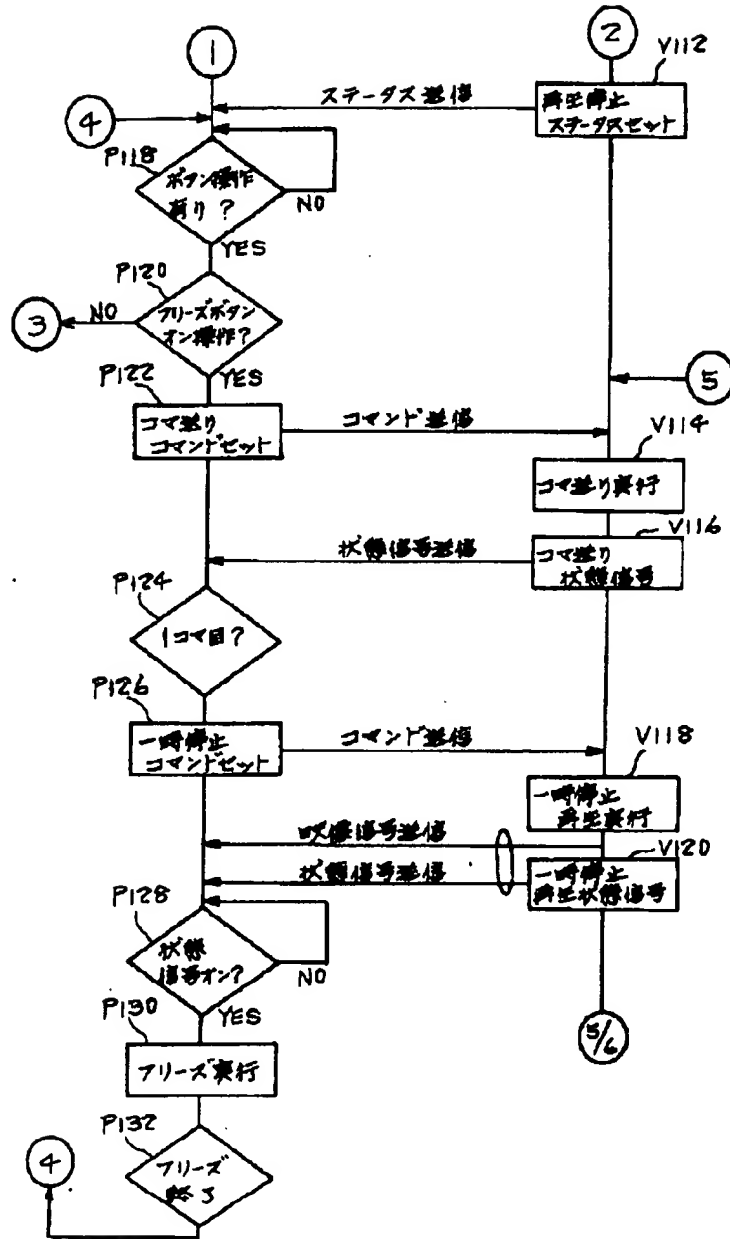 ①
②
V112
ステータス送信
再生停止
ステータスセット
④
P118
ボタン操作
有り?
NO
YES
P120
フリーズボタン
オン操作?
NO
③
YES
⑤
P122
コマ送り
コマンドセット
コマンド送信
V114
コマ送り実行
V116
状態信号送信
コマ送り
状態信号
P124
1コマ目?
P126
一時停止
コマンドセット
コマンド送信
V118
一時停止
再生実行
映像信号送信
V120
状態信号送信
一時停止
再生状態信号
P128
状態
信号オン?
NO
YES
P130
フリーズ実行
5/6
P132
フリーズ
終了
④